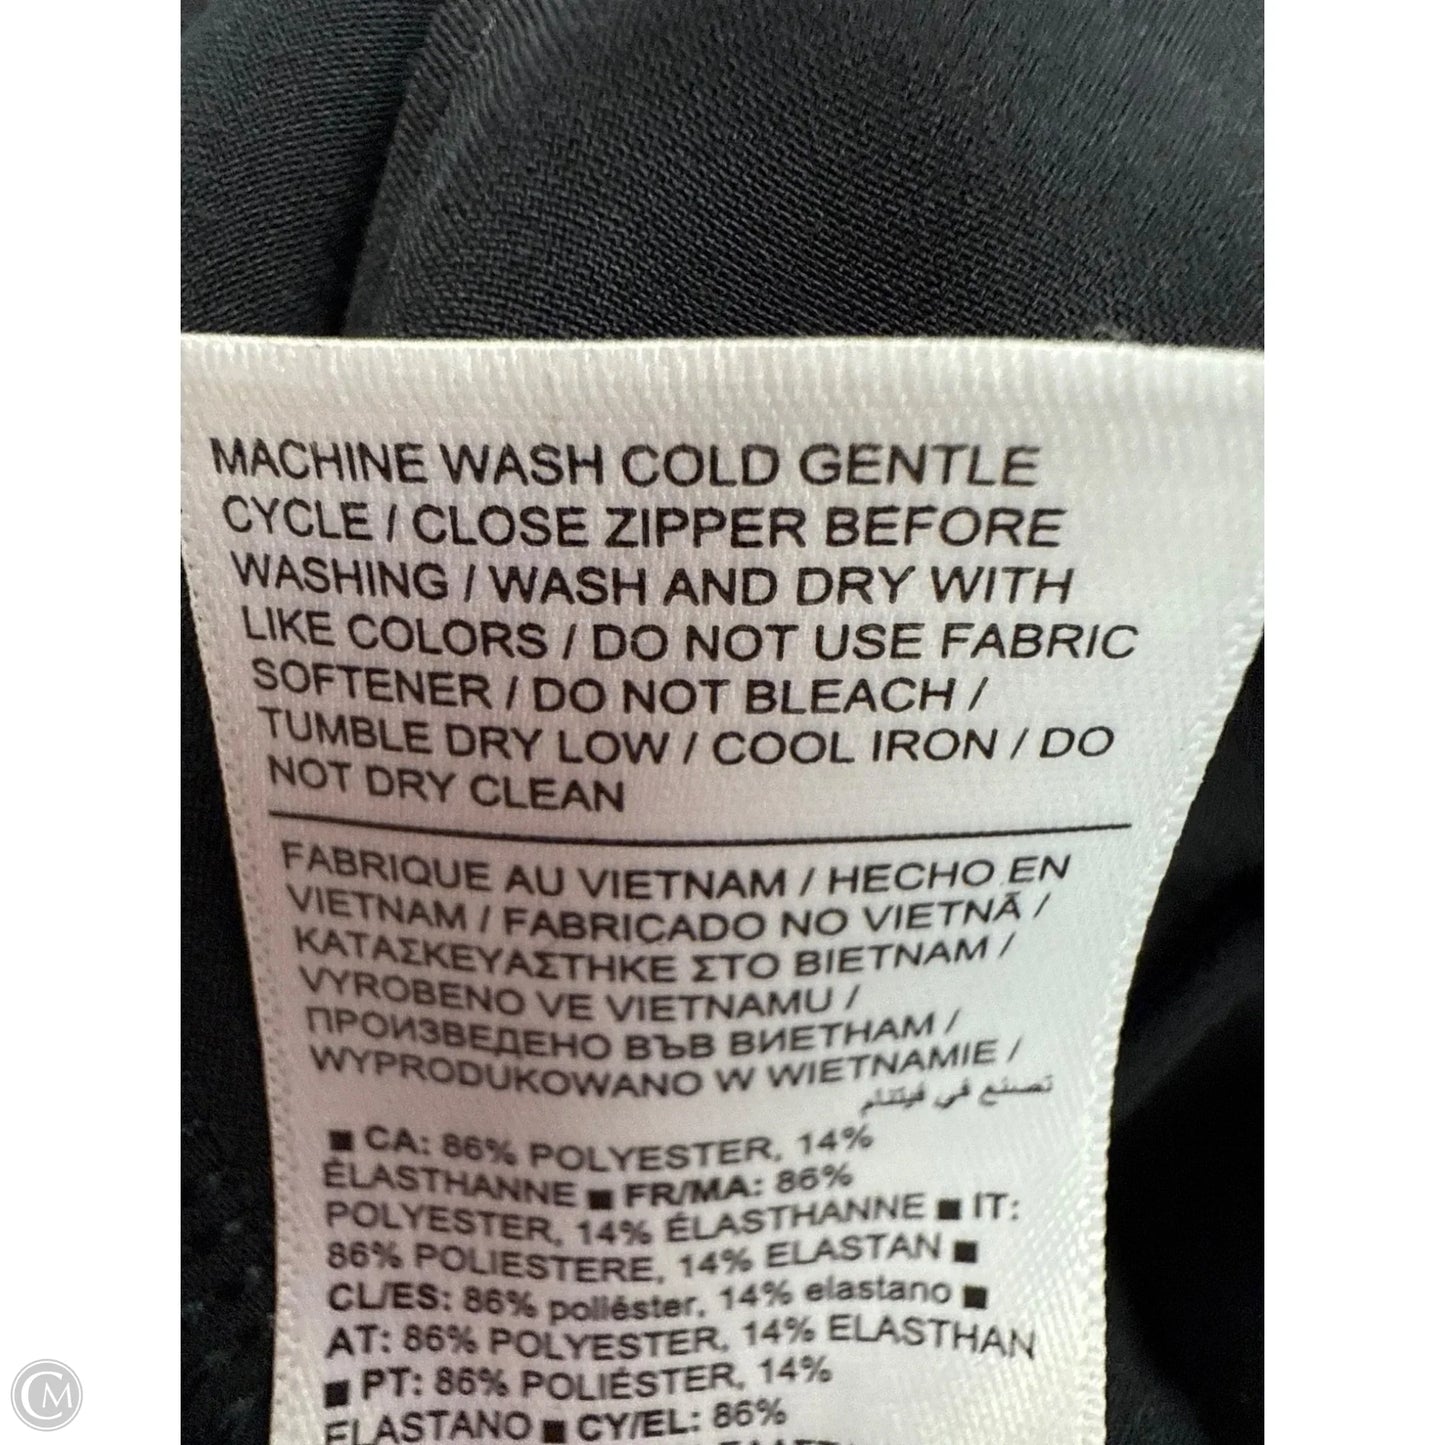 MACHINE WASH COLD GENTLE
CYCLE / CLOSE ZIPPER BEFORE
WASHING / WASH AND DRY WITH
LIKE COLORS / DO NOT USE FABRIC
SOFTENER / DO NOT BLEACH /
TUMBLE DRY LOW / COOL IRON / DO
NOT DRY CLEAN
FABRIQUE AU VIETNAM / HECHO EN
VIETNAM / FABRICADO NO VIETNÃ /
ΚΑΤΑΣΚΕΥΑΣΤΗΚΕ ΣΤΟ ΒΙΕΤΝΑΜ /
VYROBENO VE VIETNAMU /
ПРОИЗВЕДЕНО ВЪВ ВИЕТНАМ /
WYPRODUKOWANO W WIETNAMIE /
تصنع في فيتنام
■ CA: 86% POLYESTER, 14%
ÉLASTHANNE ■ FR/MA: 86%
POLYESTER, 14% ÉLASTHANNE ■ IT:
86% POLIESTERE, 14% ELASTAN ■
CL/ES: 86% poliéster, 14% elastano ■
AT: 86% POLYESTER, 14% ELASTHAN
■ PT: 86% POLIÉSTER, 14%
ELASTANO ■ CY/EL: 86%
CM